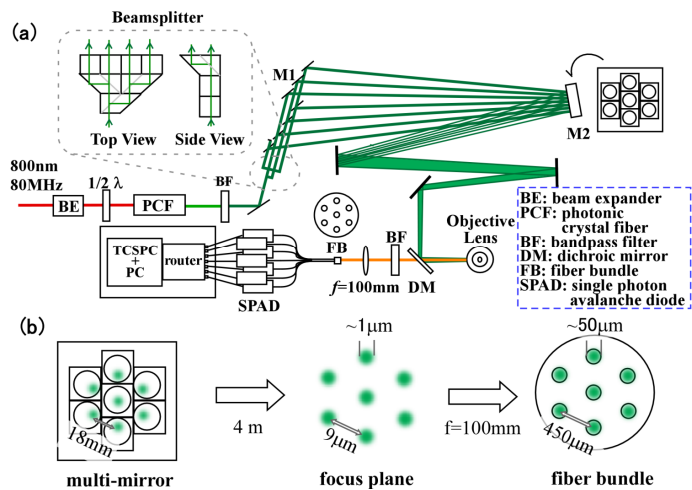 (a)
Beamsplitter
Top View
Side View
M1
M2
800nm
80MHz
1/2 λ
BF
BE
PCF
TCSPC
+
PC
router
SPAD
FB
f=100mm
BF
DM
Objective
Lens
BE: beam expander
PCF: photonic
crystal fiber
BF: bandpass filter
DM: dichroic mirror
FB: fiber bundle
SPAD: single photon
avalanche diode
(b)
18mm
multi-mirror
4 m
~1μm
9μm
focus plane
f=100mm
~50μm
450μm
fiber bundle